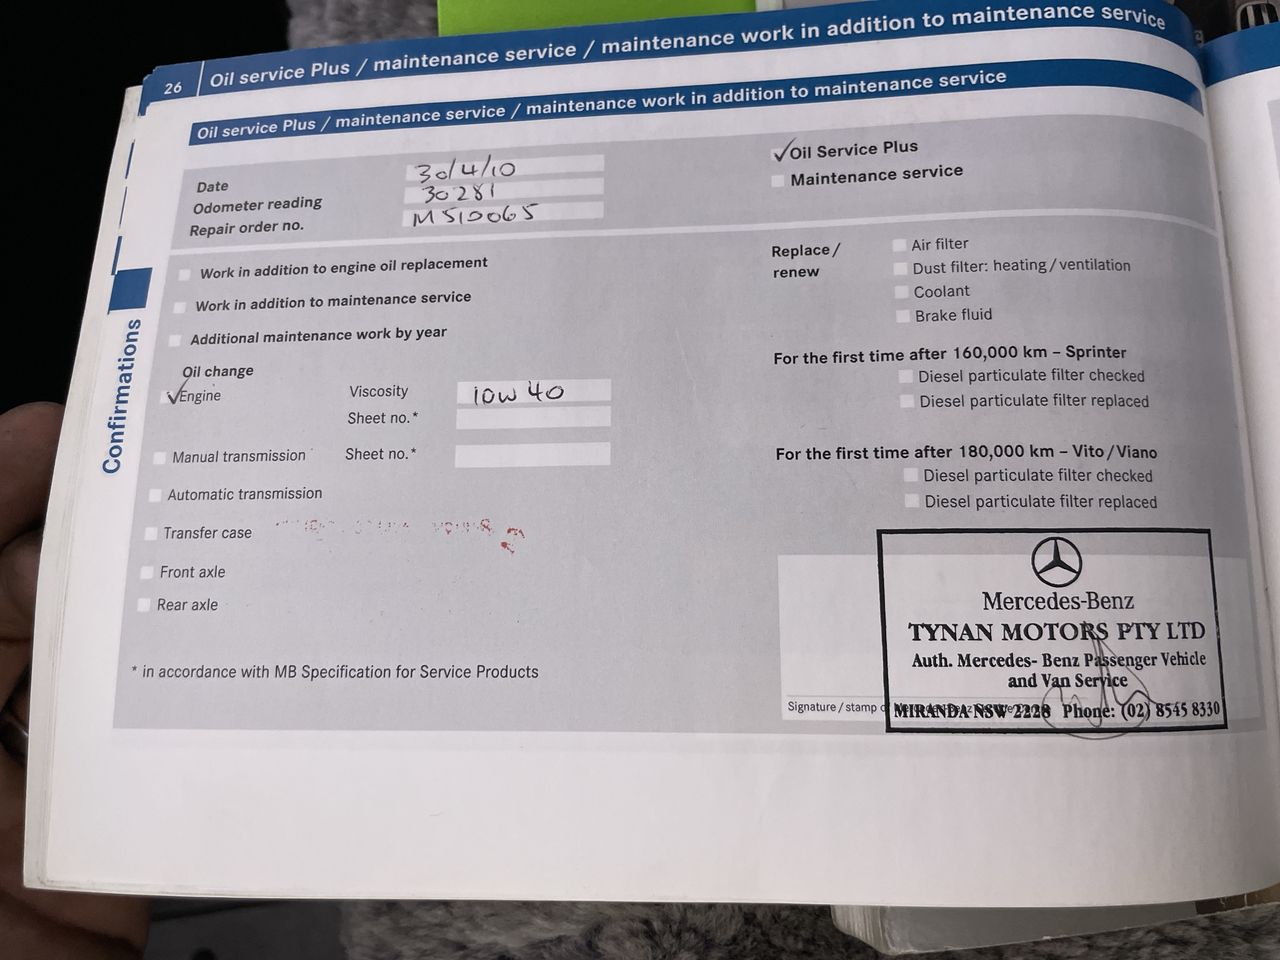 26 Oil service Plus / maintenance service / maintenance work in addition to maintenance service
Oil service Plus / maintenance service / maintenance work in addition to maintenance service
Date 30/4/10
Odometer reading 30281
Repair order no. M510065
✓ Oil Service Plus
Maintenance service
Work in addition to engine oil replacement
Work in addition to maintenance service
Additional maintenance work by year
Oil change
✓ Engine Viscosity 10W 40
Sheet no.*
Manual transmission Sheet no.*
Automatic transmission
Transfer case
Front axle
Rear axle
* in accordance with MB Specification for Service Products
Replace/
renew
Air filter
Dust filter: heating/ventilation
Coolant
Brake fluid
For the first time after 160,000 km – Sprinter
Diesel particulate filter checked
Diesel particulate filter replaced
For the first time after 180,000 km – Vito/Viano
Diesel particulate filter checked
Diesel particulate filter replaced
Mercedes-Benz
TYNAN MOTORS PTY LTD
Auth. Mercedes- Benz Passenger Vehicle
and Van Service
MIRANDA NSW 2228 Phone: (02) 8545 8330
Signature/stamp
Confirmations